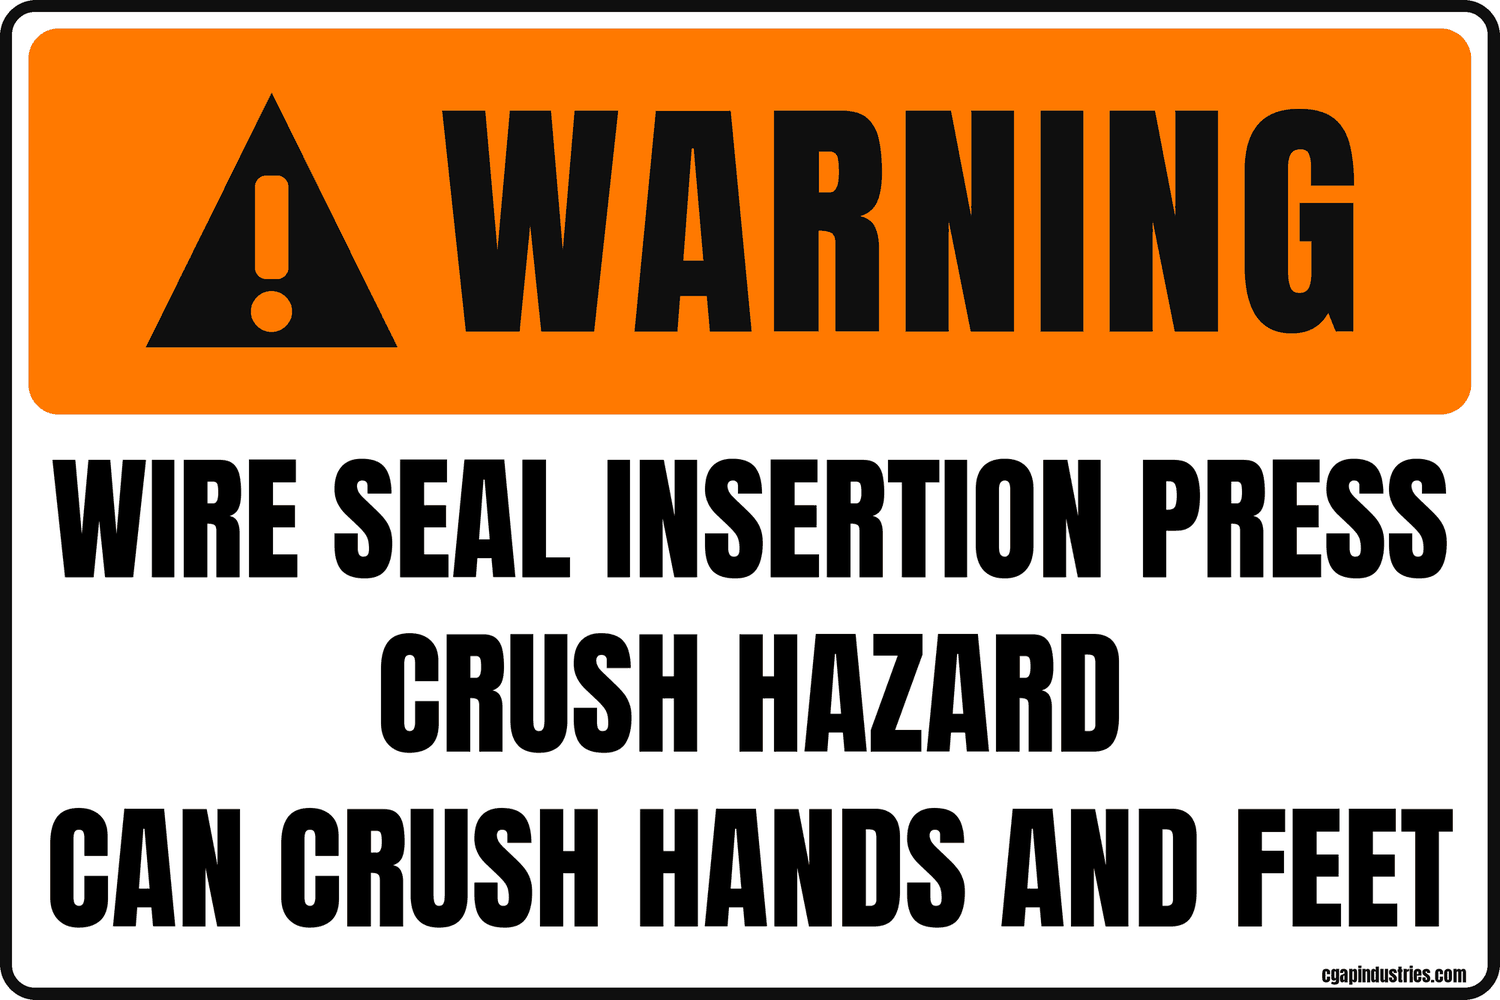 WARNING
WIRE SEAL INSERTION PRESS
CRUSH HAZARD
CAN CRUSH HANDS AND FEET
cgapindustries.com